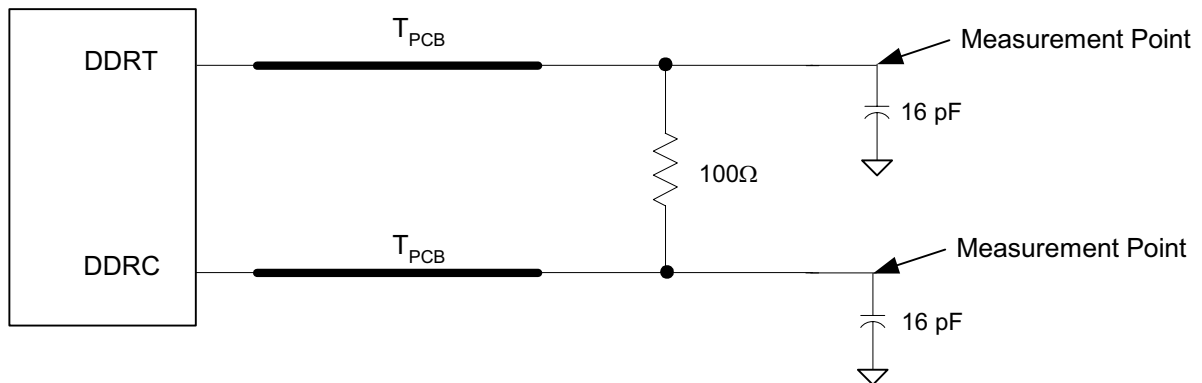 T_PCB
DDRT
Measurement Point
16 pF
100Ω
T_PCB
DDRC
Measurement Point
16 pF